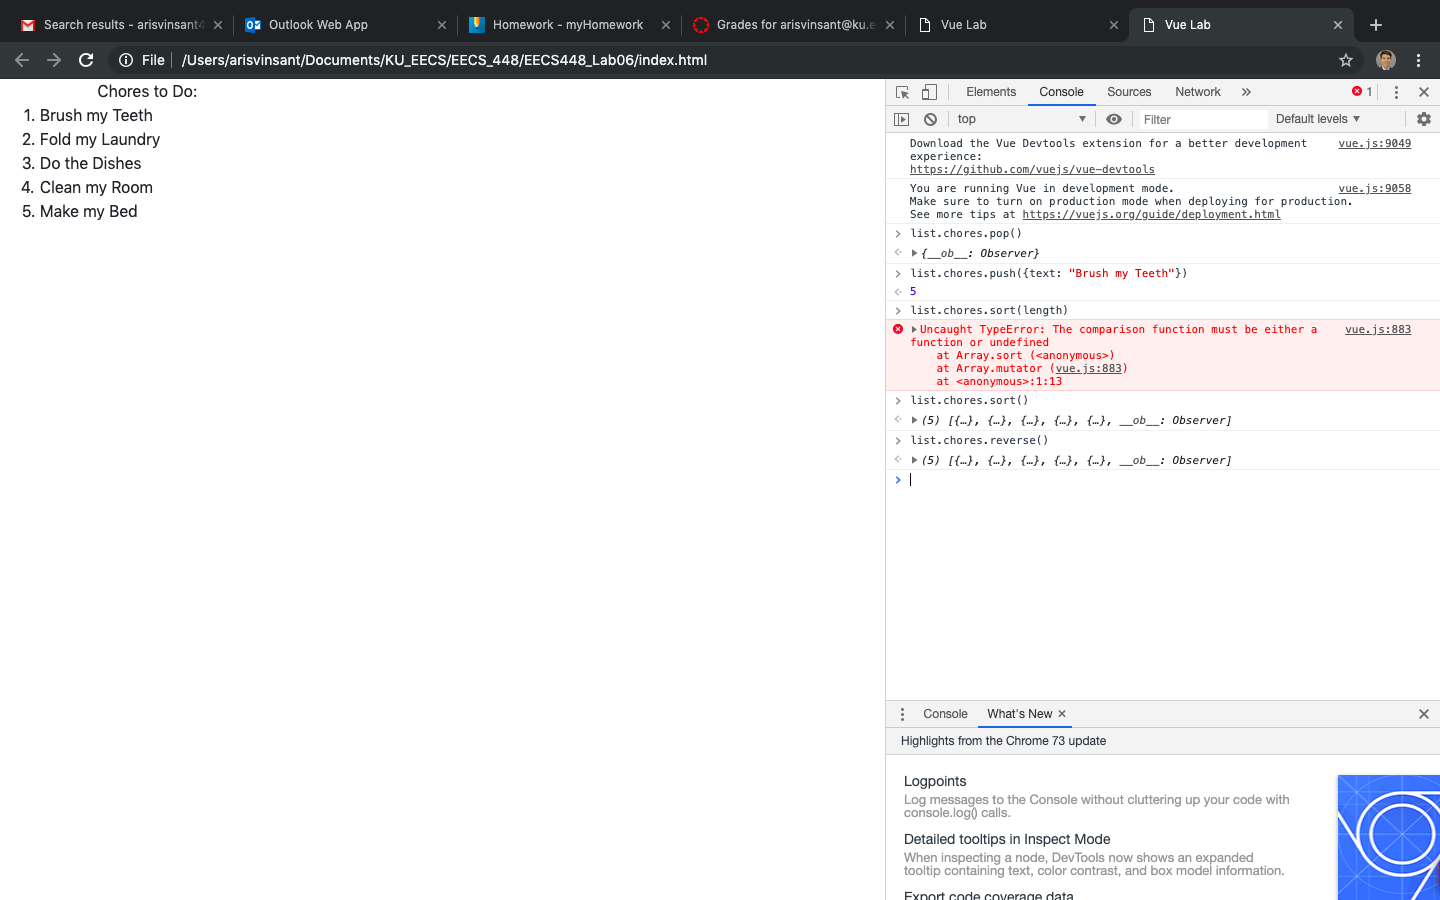 Search results - arisvinsant4
Outlook Web App
Homework - myHomework
Grades for arisvinsant@ku.e
Vue Lab
Vue Lab
File
/Users/arisvinsant/Documents/KU_EECS/EECS_448/EECS448_Lab06/index.html
Chores to Do:
1. Brush my Teeth
2. Fold my Laundry
3. Do the Dishes
4. Clean my Room
5. Make my Bed
Elements Console Sources Network » 1
top Filter Default levels
Download the Vue Devtools extension for a better development vue.js:9049
experience:
https://github.com/vuejs/vue-devtools
You are running Vue in development mode. vue.js:9058
Make sure to turn on production mode when deploying for production.
See more tips at https://vuejs.org/guide/deployment.html
> list.chores.pop()
{__ob__: Observer}
> list.chores.push({text: "Brush my Teeth"})
5
> list.chores.sort(length)
Uncaught TypeError: The comparison function must be either a vue.js:883
function or undefined
at Array.sort (<anonymous>)
at Array.mutator (vue.js:883)
at <anonymous>:1:13
> list.chores.sort()
(5) [{…}, {…}, {…}, {…}, {…}, __ob__: Observer]
> list.chores.reverse()
(5) [{…}, {…}, {…}, {…}, {…}, __ob__: Observer]
>
Console What's New
Highlights from the Chrome 73 update
Logpoints
Log messages to the Console without cluttering up your code with
console.log() calls.
Detailed tooltips in Inspect Mode
When inspecting a node, DevTools now shows an expanded
tooltip containing text, color contrast, and box model information.
Export code coverage data